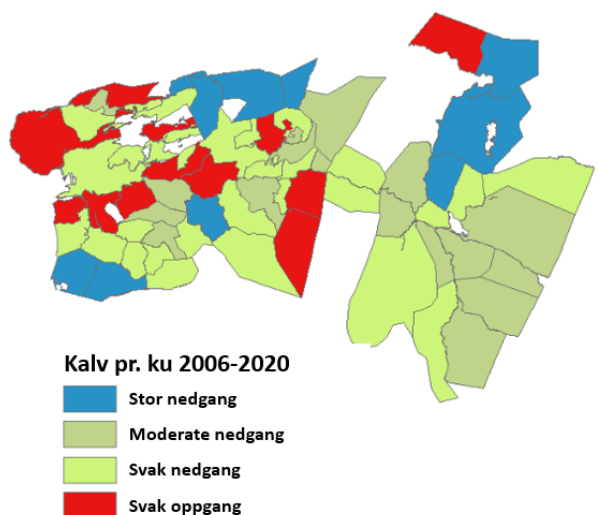 Kalv pr. ku 2006-2020
Stor nedgang
Moderate nedgang
Svak nedgang
Svak oppgang